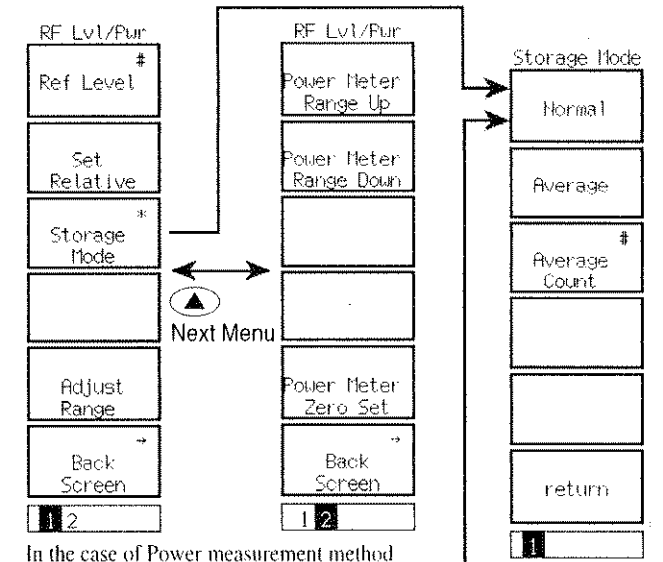 RF Lvl/Pwr
#
Ref Level
Set
Relative
*
Storage
Mode
Adjust
Range
→
Back
Screen
1 2
Next Menu
RF Lvl/Pwr
Power Meter
Range Up
Power Meter
Range Down
Power Meter
Zero Set
→
Back
Screen
1 2
Storage Mode
Normal
Average
#
Average
Count
return
1
In the case of Power measurement method